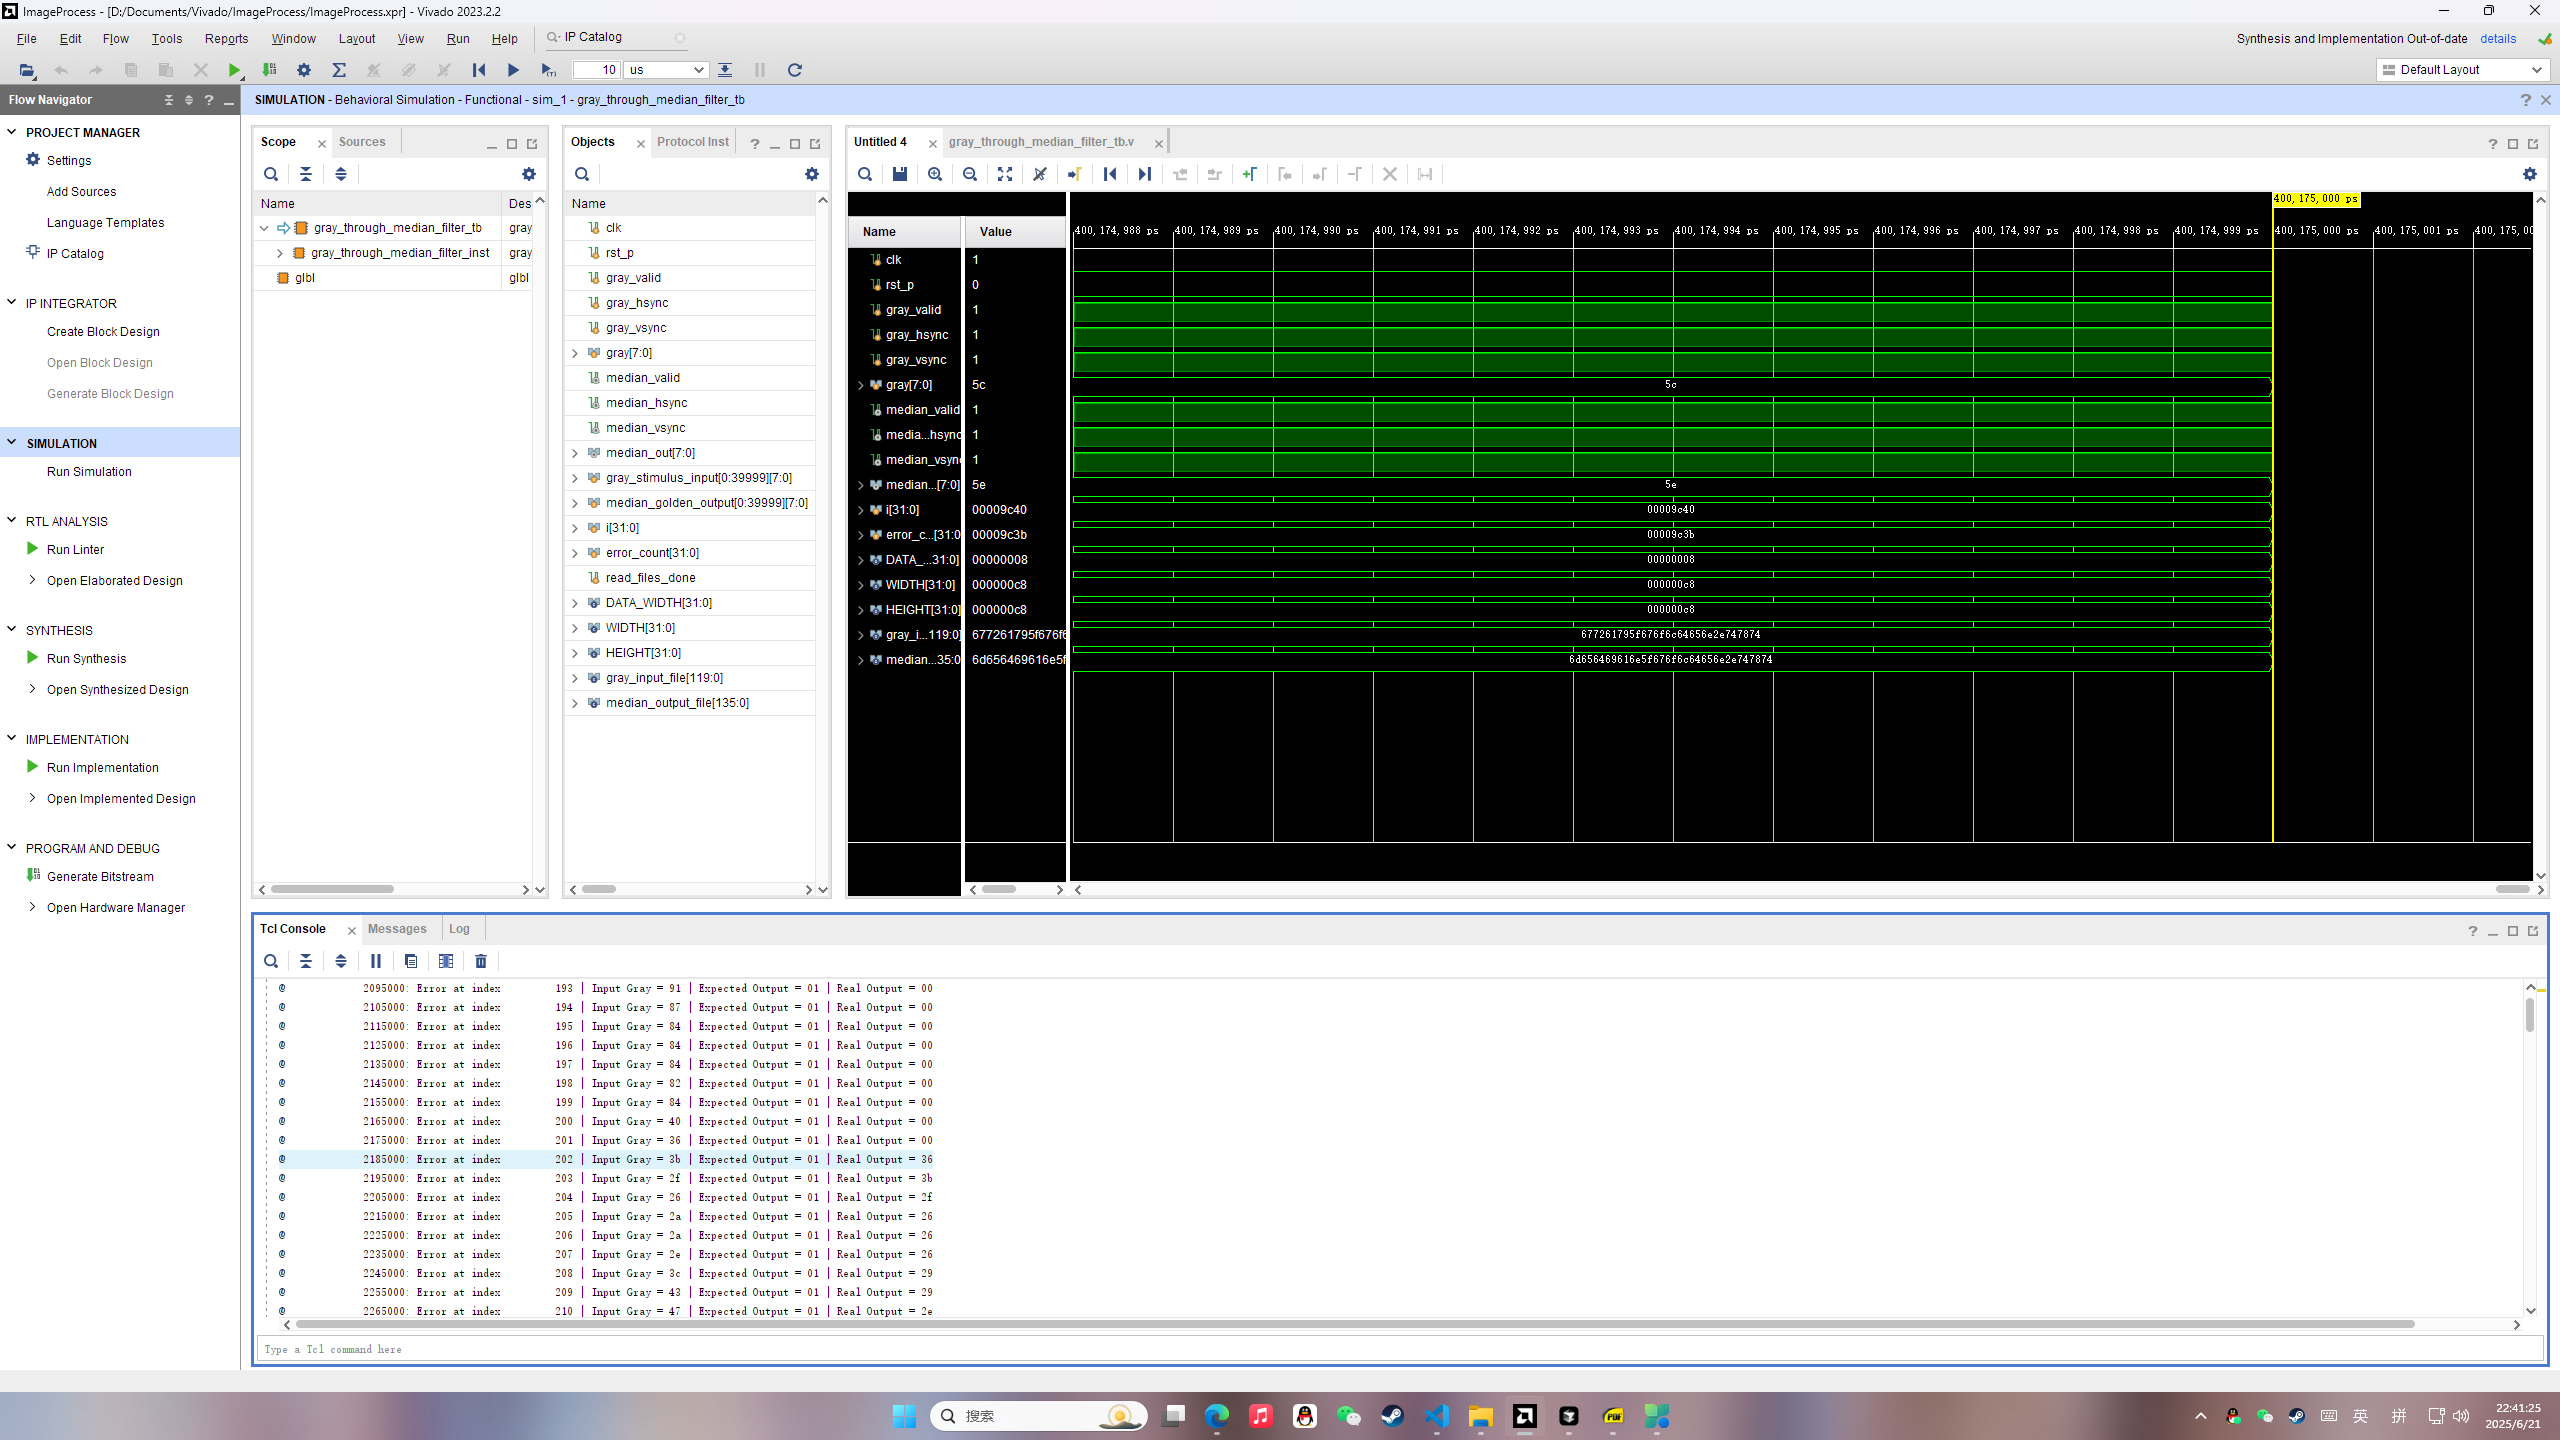 ImageProcess - [D:/Documents/Vivado/ImageProcess/ImageProcess.xpr] - Vivado 2023.2.2
File Edit Flow Tools Reports Window Layout View Run Help IP Catalog
Synthesis and Implementation Out-of-date details
10 us
Default Layout
Flow Navigator
SIMULATION - Behavioral Simulation - Functional - sim_1 - gray_through_median_filter_tb
PROJECT MANAGER
Settings
Add Sources
Language Templates
IP Catalog
IP INTEGRATOR
Create Block Design
Open Block Design
Generate Block Design
SIMULATION
Run Simulation
RTL ANALYSIS
Run Linter
Open Elaborated Design
SYNTHESIS
Run Synthesis
Open Synthesized Design
IMPLEMENTATION
Run Implementation
Open Implemented Design
PROGRAM AND DEBUG
Generate Bitstream
Open Hardware Manager
Scope Sources
Name Des
gray_through_median_filter_tb gray
gray_through_median_filter_inst gray
glbl glbl
Objects Protocol Inst
Name
clk
rst_p
gray_valid
gray_hsync
gray_vsync
gray[7:0]
median_valid
median_hsync
median_vsync
median_out[7:0]
gray_stimulus_input[0:39999][7:0]
median_golden_output[0:39999][7:0]
i[31:0]
error_count[31:0]
read_files_done
DATA_WIDTH[31:0]
WIDTH[31:0]
HEIGHT[31:0]
gray_input_file[119:0]
median_output_file[135:0]
Untitled 4 gray_through_median_filter_tb.v
400,175,000 ps
Name Value
400,174,988 ps 400,174,989 ps 400,174,990 ps 400,174,991 ps 400,174,992 ps 400,174,993 ps 400,174,994 ps 400,174,995 ps 400,174,996 ps 400,174,997 ps 400,174,998 ps 400,174,999 ps 400,175,000 ps 400,175,001 ps 400,175,00
clk 1
rst_p 0
gray_valid 1
gray_hsync 1
gray_vsync 1
gray[7:0] 5c 5c
median_valid 1
media...hsync 1
median_vsyn 1
median...[7:0] 5e 5e
i[31:0] 00009c40 00009c40
error_c...[31:0 00009c3b 00009c3b
DATA_...31:0] 00000008 00000008
WIDTH[31:0] 000000c8 000000c8
HEIGHT[31:0] 000000c8 000000c8
gray_i...119:0] 677261795f676f6 677261795f676f6c64656e2e747874
median...35:0 6d656469616e5f 6d656469616e5f676f6c64656e2e747874
Tcl Console Messages Log
@ 2095000: Error at index 193 | Input Gray = 91 | Expected Output = 01 | Real Output = 00
@ 2105000: Error at index 194 | Input Gray = 87 | Expected Output = 01 | Real Output = 00
@ 2115000: Error at index 195 | Input Gray = 84 | Expected Output = 01 | Real Output = 00
@ 2125000: Error at index 196 | Input Gray = 84 | Expected Output = 01 | Real Output = 00
@ 2135000: Error at index 197 | Input Gray = 84 | Expected Output = 01 | Real Output = 00
@ 2145000: Error at index 198 | Input Gray = 82 | Expected Output = 01 | Real Output = 00
@ 2155000: Error at index 199 | Input Gray = 84 | Expected Output = 01 | Real Output = 00
@ 2165000: Error at index 200 | Input Gray = 40 | Expected Output = 01 | Real Output = 00
@ 2175000: Error at index 201 | Input Gray = 36 | Expected Output = 01 | Real Output = 00
@ 2185000: Error at index 202 | Input Gray = 3b | Expected Output = 01 | Real Output = 36
@ 2195000: Error at index 203 | Input Gray = 2f | Expected Output = 01 | Real Output = 3b
@ 2205000: Error at index 204 | Input Gray = 26 | Expected Output = 01 | Real Output = 2f
@ 2215000: Error at index 205 | Input Gray = 2a | Expected Output = 01 | Real Output = 26
@ 2225000: Error at index 206 | Input Gray = 2a | Expected Output = 01 | Real Output = 26
@ 2235000: Error at index 207 | Input Gray = 2e | Expected Output = 01 | Real Output = 26
@ 2245000: Error at index 208 | Input Gray = 3c | Expected Output = 01 | Real Output = 29
@ 2255000: Error at index 209 | Input Gray = 43 | Expected Output = 01 | Real Output = 29
@ 2265000: Error at index 210 | Input Gray = 47 | Expected Output = 01 | Real Output = 2e
Type a Tcl command here
搜索
PDF
英 拼
22:41:25
2025/6/21